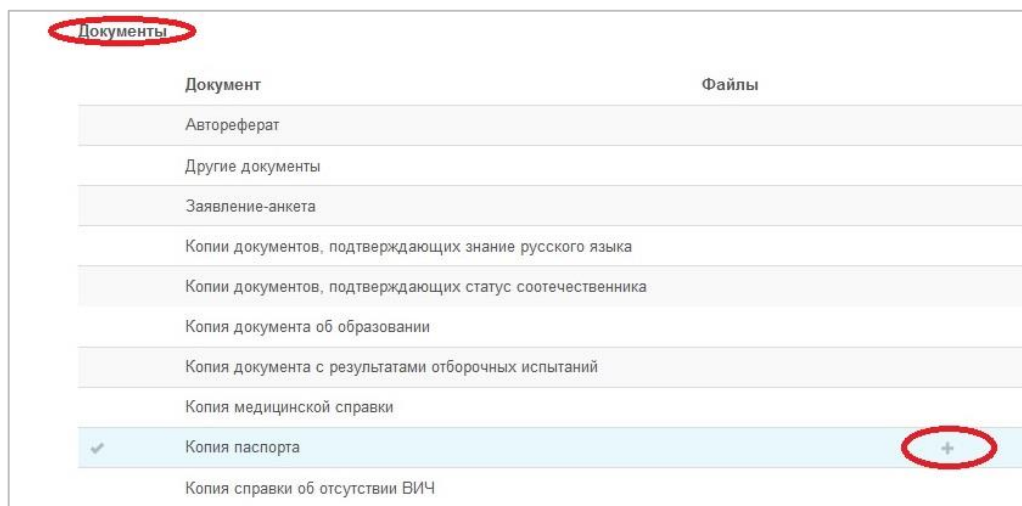 Документы
Документ Файлы
Автореферат
Другие документы
Заявление-анкета
Копии документов, подтверждающих знание русского языка
Копии документов, подтверждающих статус соотечественника
Копия документа об образовании
Копия документа с результатами отборочных испытаний
Копия медицинской справки
Копия паспорта
Копия справки об отсутствии ВИЧ